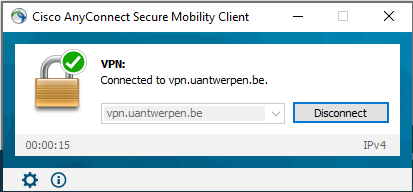 Cisco AnyConnect Secure Mobility Client
VPN:
Connected to vpn.uantwerpen.be.
vpn.uantwerpen.be
Disconnect
00:00:15
IPv4